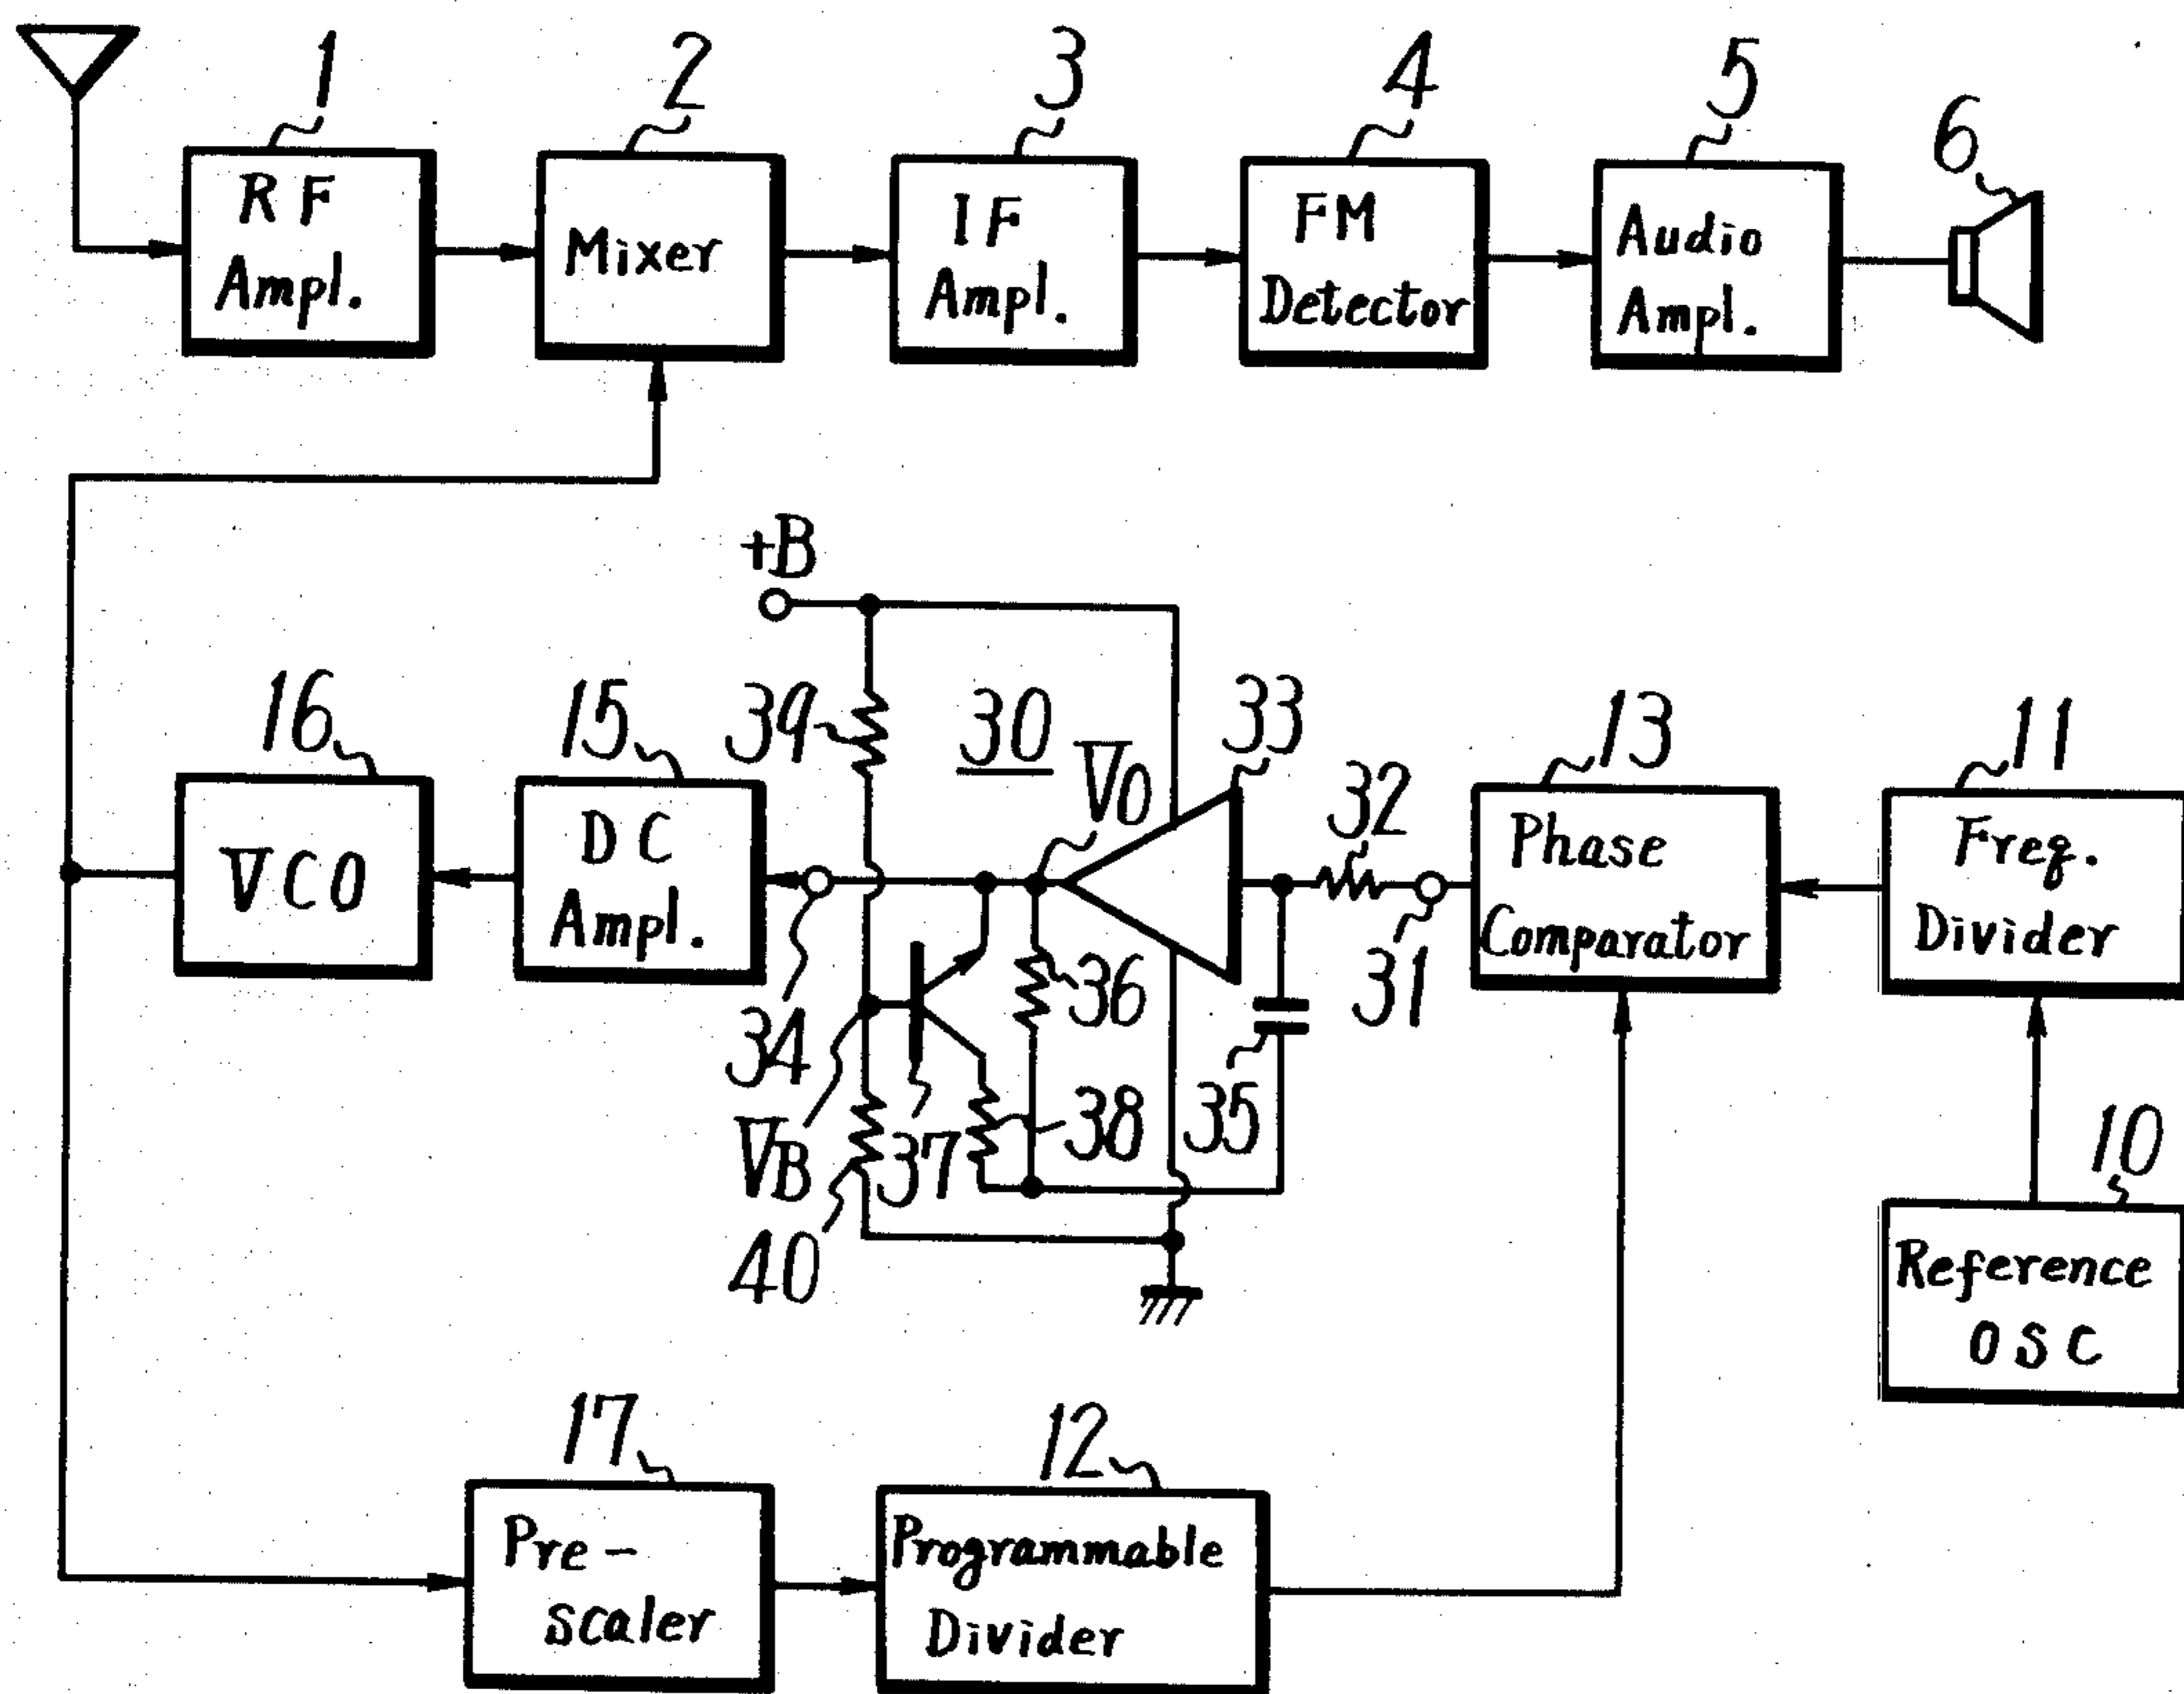 1
2
3
4
5
6
RF
Ampl.
Mixer
IF
Ampl.
FM
Detector
Audio
Ampl.
+B
16
15
39
30
VO
33
32
13
11
VCO
DC
Ampl.
Phase
Comparator
Freq.
Divider
34
36
31
35
VB
37
38
40
10
Reference
OSC
17
12
Pre-
scaler
Programmable
Divider